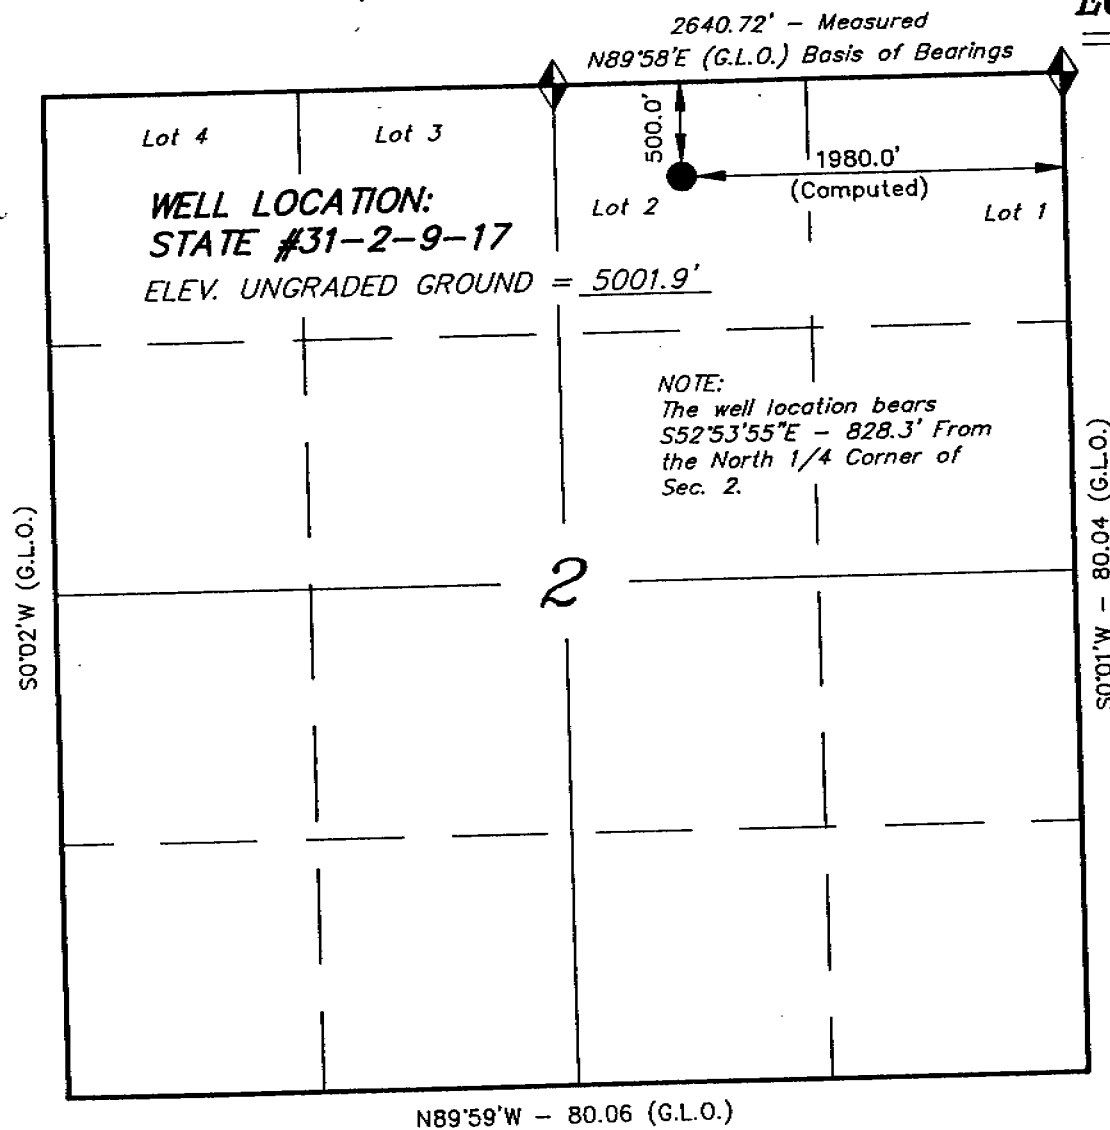 2640.72' – Measured
N89°58'E (G.L.O.) Basis of Bearings
Lot 4
Lot 3
500.0'
1980.0'
(Computed)
Lot 2
Lot 1
WELL LOCATION:
STATE #31-2-9-17
ELEV. UNGRADED GROUND = 5001.9'
NOTE:
The well location bears
S52°53'55"E – 828.3' From
the North 1/4 Corner of
Sec. 2.
S0°02'W (G.L.O.)
2
S0°01'W – 80.04 (G.L.O.)
N89°59'W – 80.06 (G.L.O.)